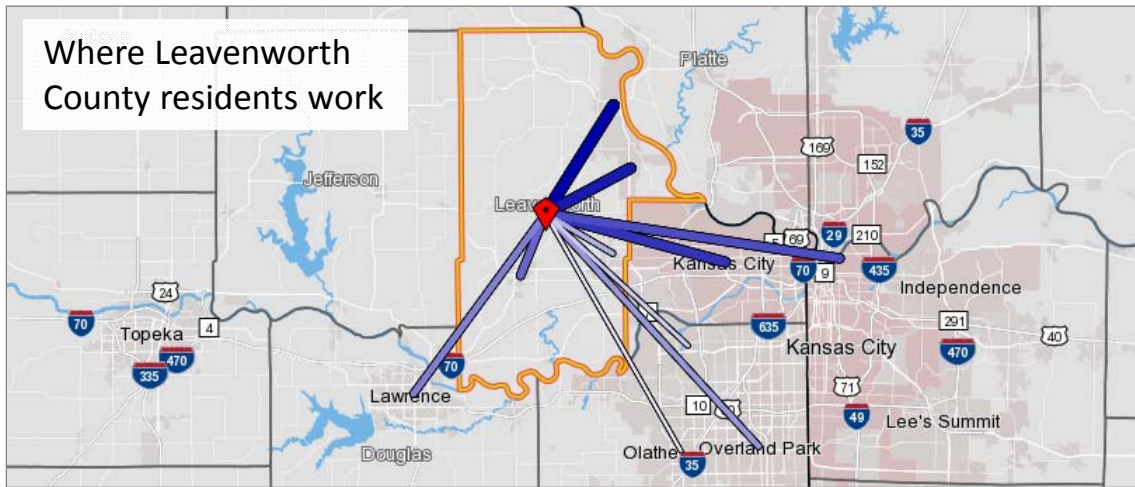 Where Leavenworth
County residents work
Platte
35
169
152
Jefferson
Leavenworth
5
69
29
210
Kansas City
70
9
435
Independence
24
70
Topeka
4
635
291
40
Kansas City
470
335
470
70
71
Lawrence
10
49
Lee's Summit
Douglas
Olathe
Overland Park
35